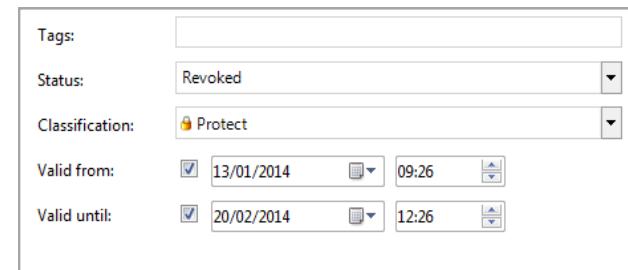 Tags:
Status: Revoked
Classification: Protect
Valid from: 13/01/2014 09:26
Valid until: 20/02/2014 12:26